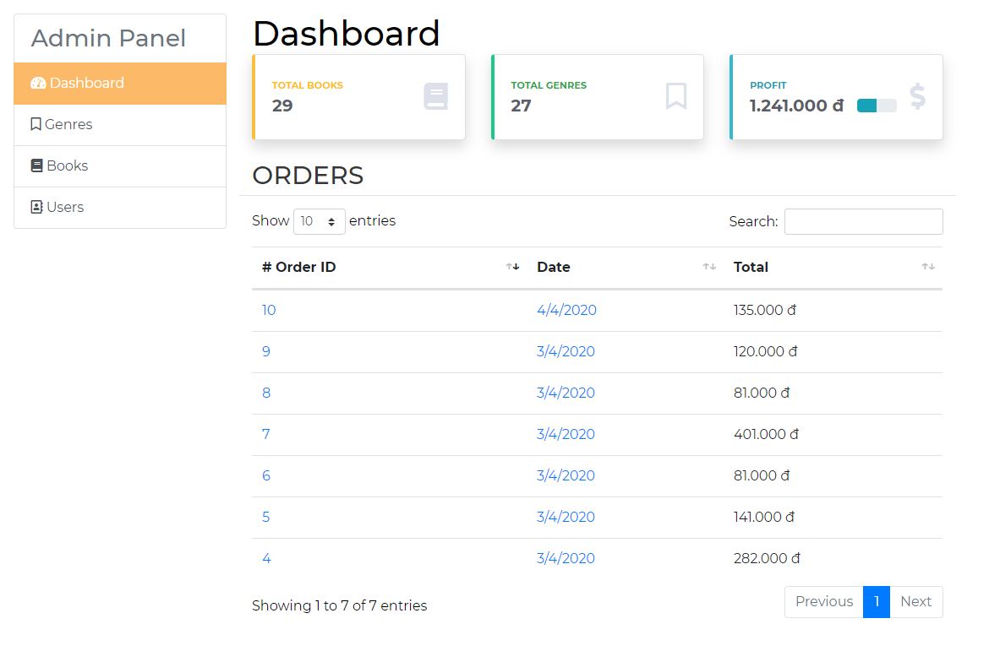 Admin Panel
Dashboard
Genres
Books
Users
Dashboard
TOTAL BOOKS
29
TOTAL GENRES
27
PROFIT
1.241.000 đ
ORDERS
Show 10 entries
Search:
# Order ID Date Total
10 4/4/2020 135.000 đ
9 3/4/2020 120.000 đ
8 3/4/2020 81.000 đ
7 3/4/2020 401.000 đ
6 3/4/2020 81.000 đ
5 3/4/2020 141.000 đ
4 3/4/2020 282.000 đ
Showing 1 to 7 of 7 entries
Previous 1 Next